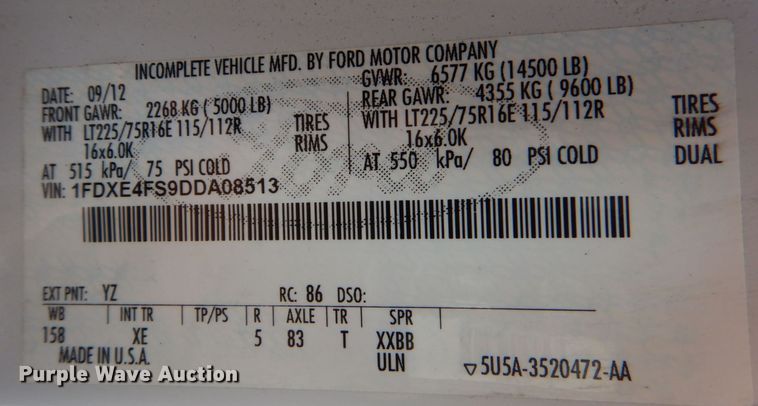 INCOMPLETE VEHICLE MFD. BY FORD MOTOR COMPANY
DATE: 09/12
GVWR: 6577 KG (14500 LB)
FRONT GAWR: 2268 KG ( 5000 LB)
REAR GAWR: 4355 KG ( 9600 LB)
WITH LT225/75R16E 115/112R TIRES
WITH LT225/75R16E 115/112R TIRES
16x6.0K RIMS
16x6.0K RIMS
AT 515 kPa/ 75 PSI COLD
AT 550 kPa/ 80 PSI COLD DUAL
VIN: 1FDXE4FS9DDA08513
EXT PNT: YZ RC: 86 DSO:
WB INT TR TP/PS R AXLE TR SPR
158 XE 5 83 T XXBB
MADE IN U.S.A. ULN
5U5A-3520472-AA
Purple Wave Auction